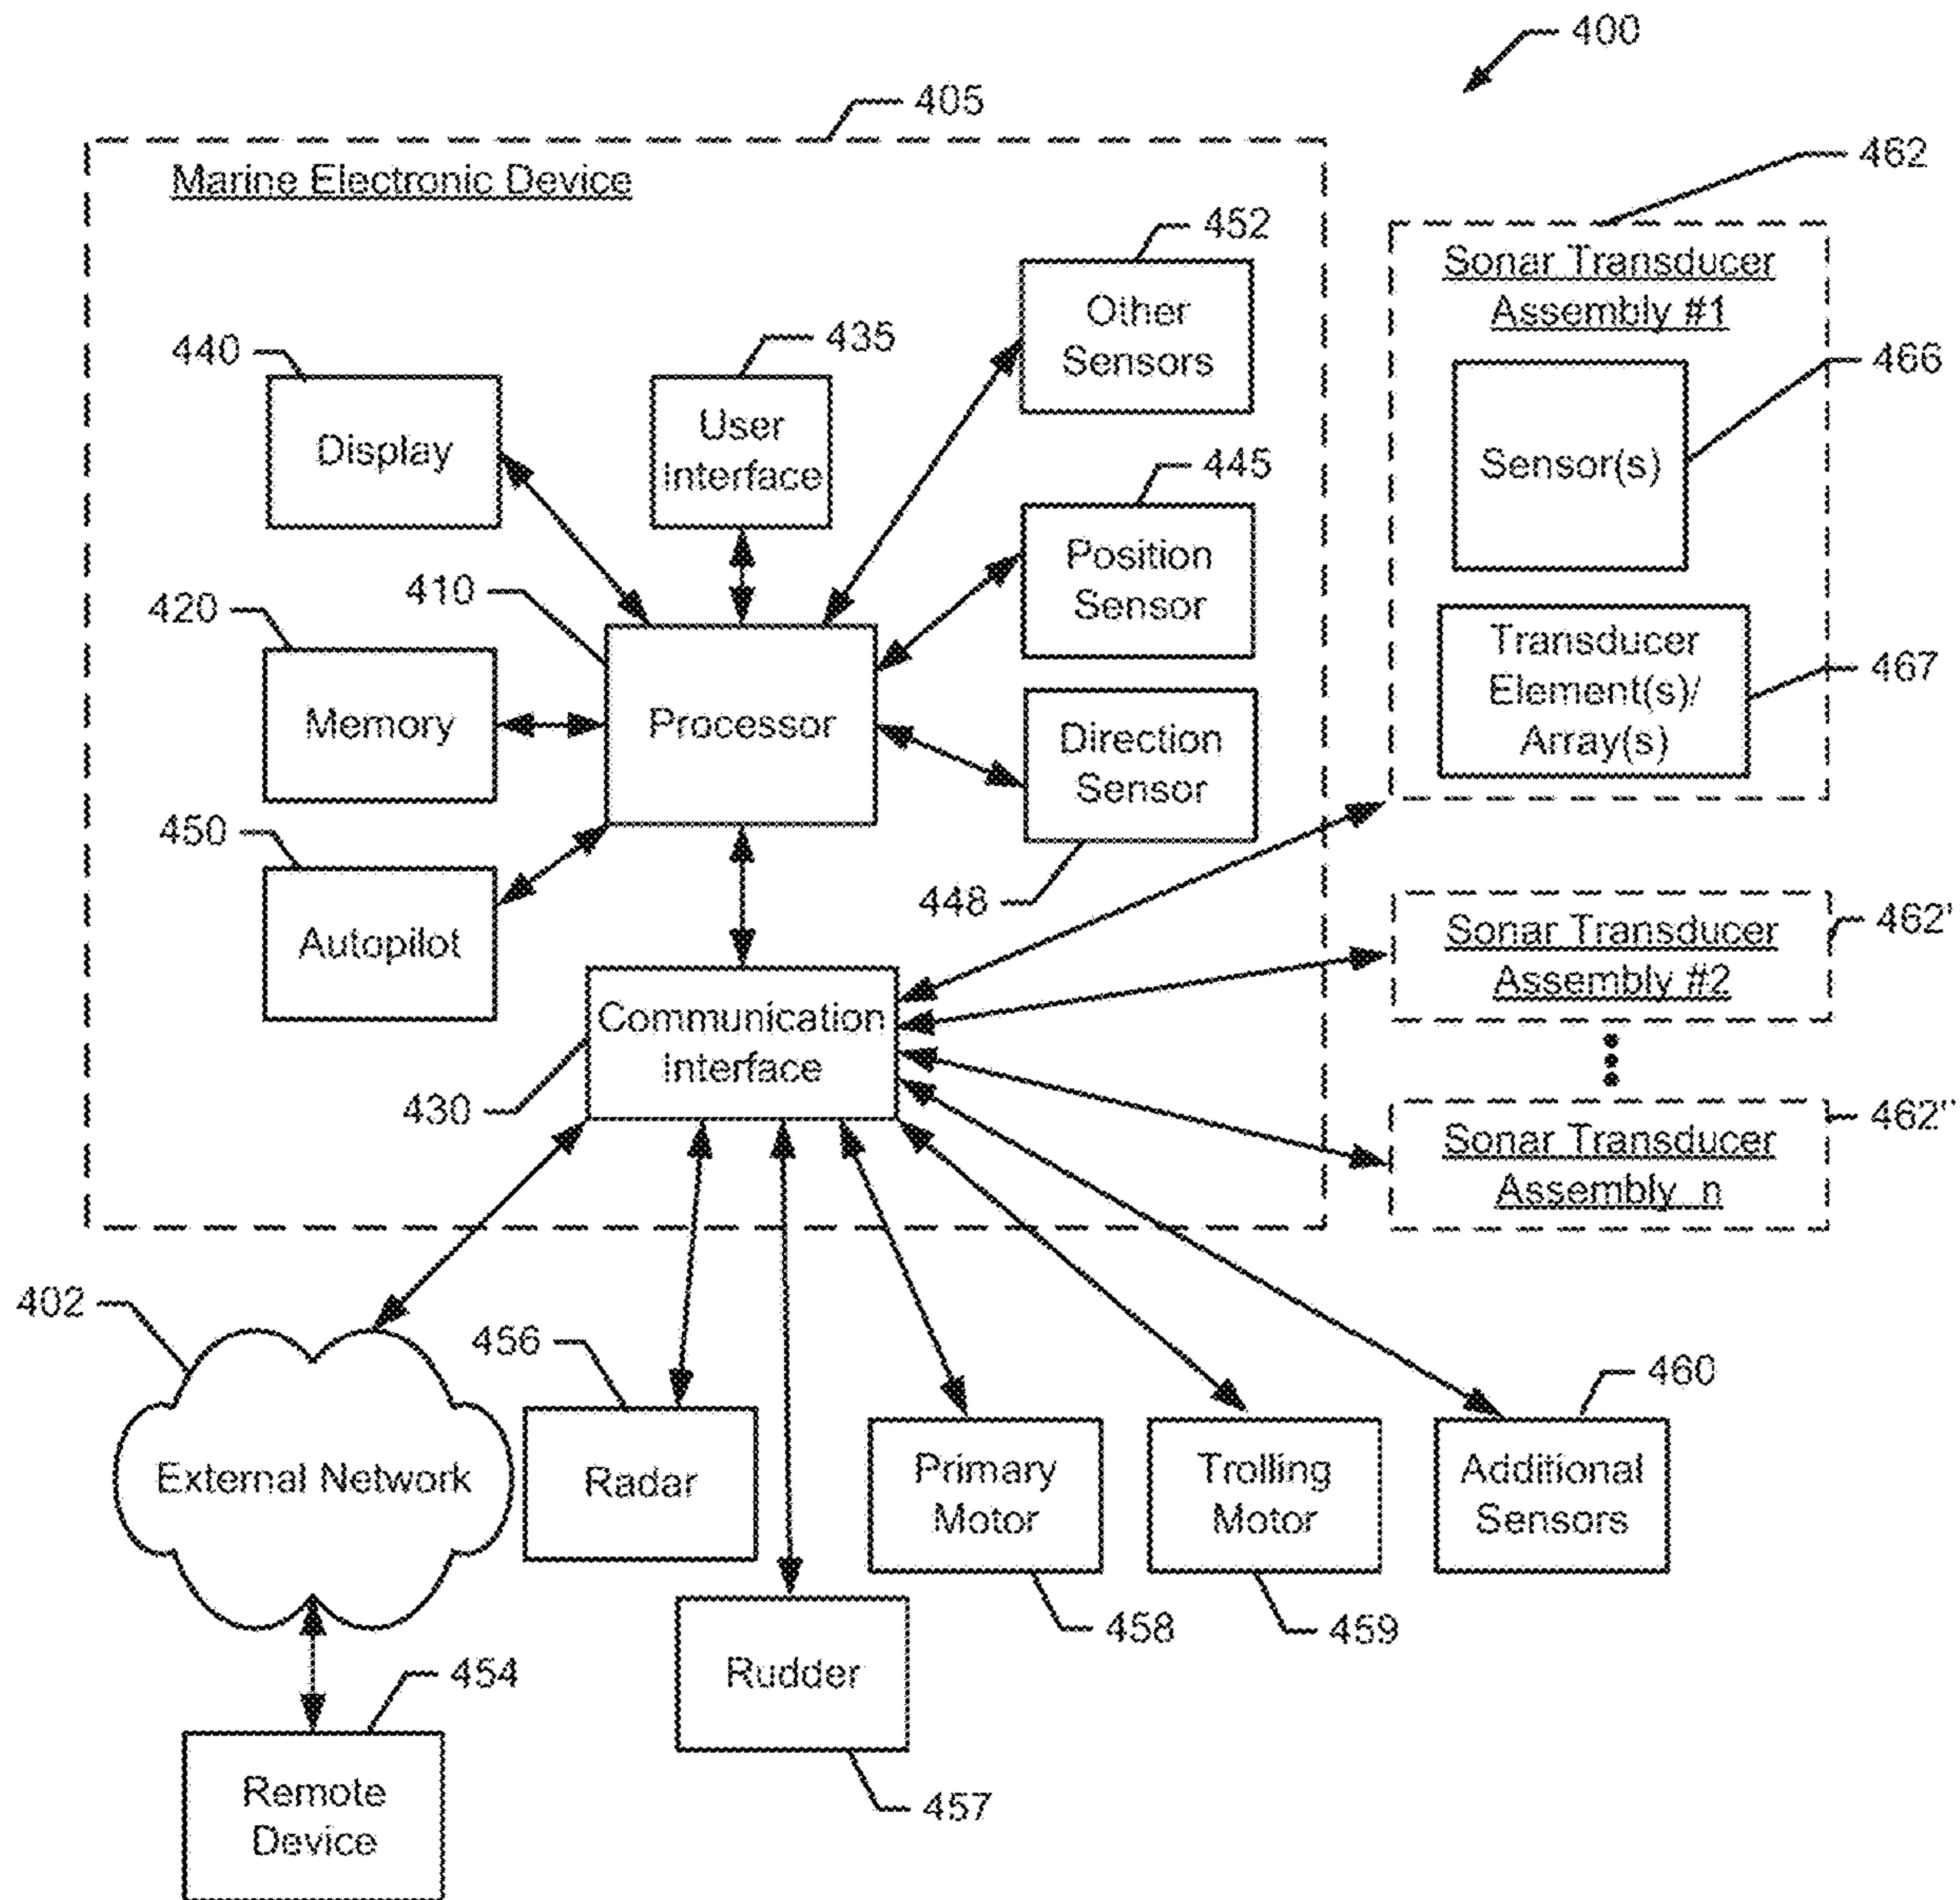 400
405
Marine Electronic Device
462
Sonar Transducer
Assembly #1
452
Other
Sensors
466
Sensor(s)
440
Display
435
User
Interface
445
Position
Sensor
467
Transducer
Element(s)/
Array(s)
410
Processor
420
Memory
Direction
Sensor
448
450
Autopilot
462'
Sonar Transducer
Assembly #2
Communication
Interface
430
462"
Sonar Transducer
Assembly n
402
External Network
456
Radar
Primary
Motor
458
Trolling
Motor
459
460
Additional
Sensors
Rudder
457
454
Remote
Device